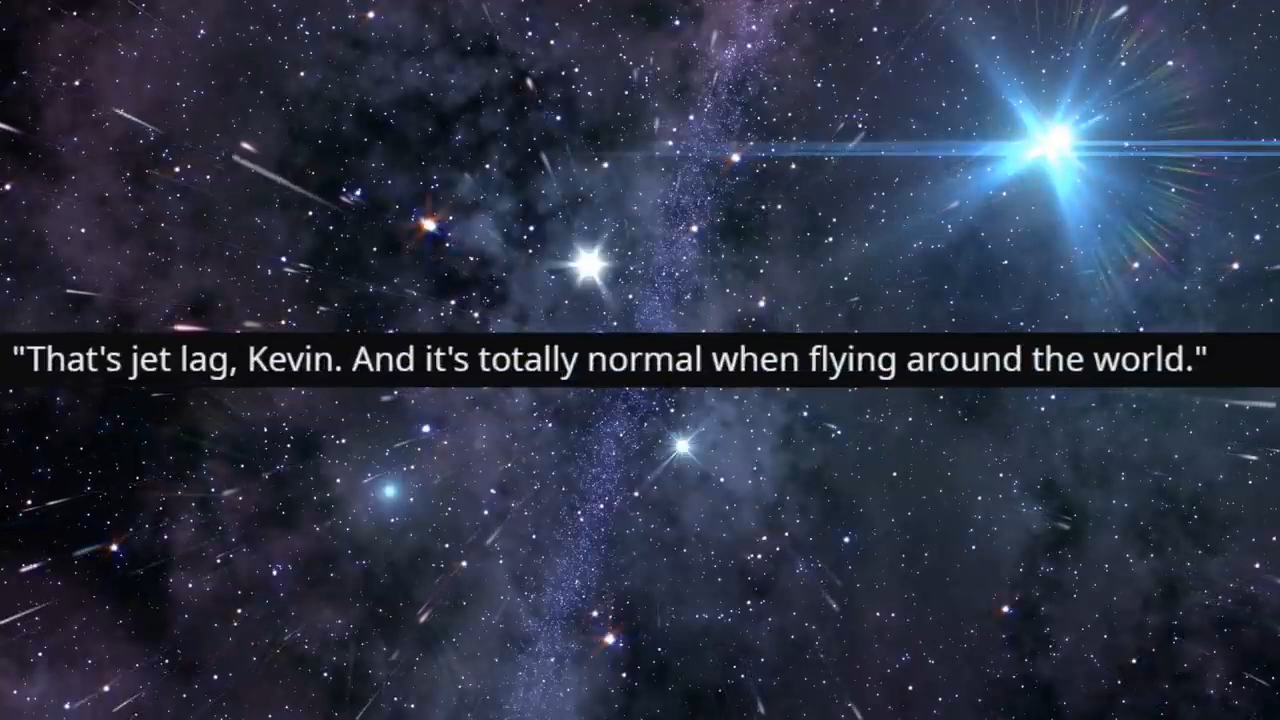 "That's jet lag, Kevin. And it's totally normal when flying around the world."